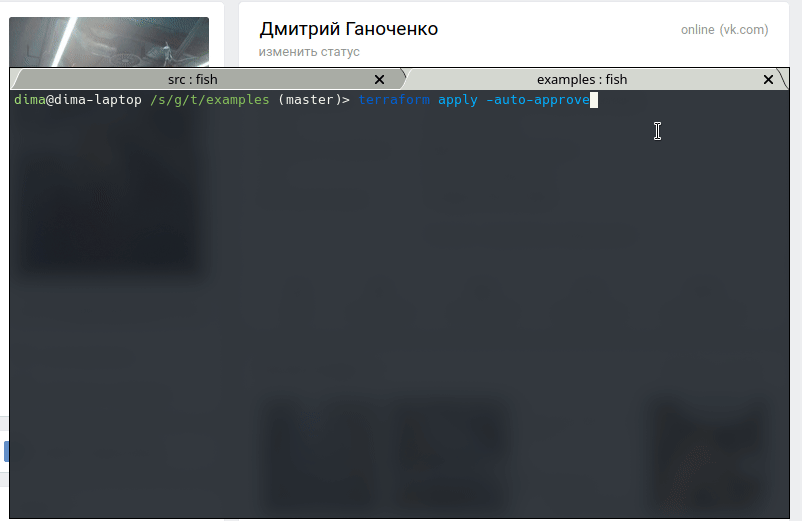 Дмитрий Ганоченко
online (vk.com)
изменить статус
src : fish
examples : fish
dima@dima-laptop /s/g/t/examples (master)> terraform apply -auto-approve